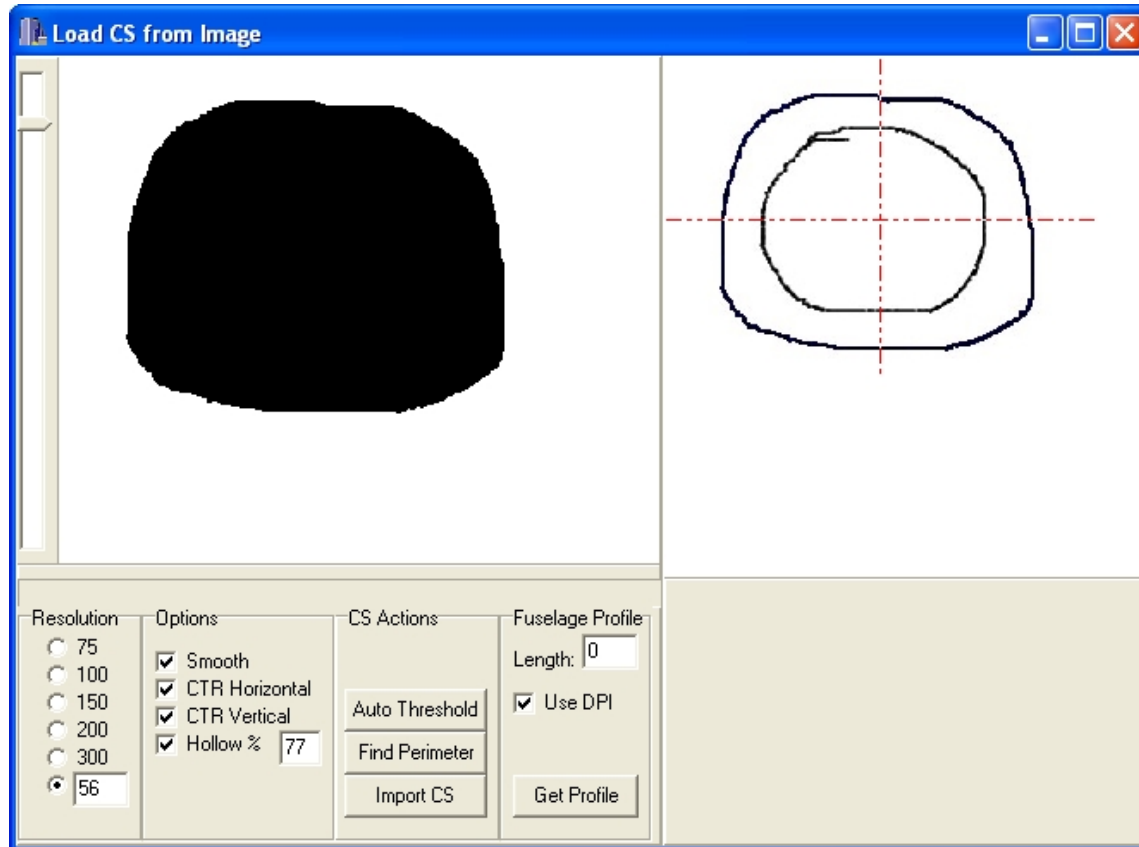 Load CS from Image
Resolution
75
100
150
200
300
56
Options
Smooth
CTR Horizontal
CTR Vertical
Hollow % 77
CS Actions
Auto Threshold
Find Perimeter
Import CS
Fuselage Profile
Length: 0
Use DPI
Get Profile